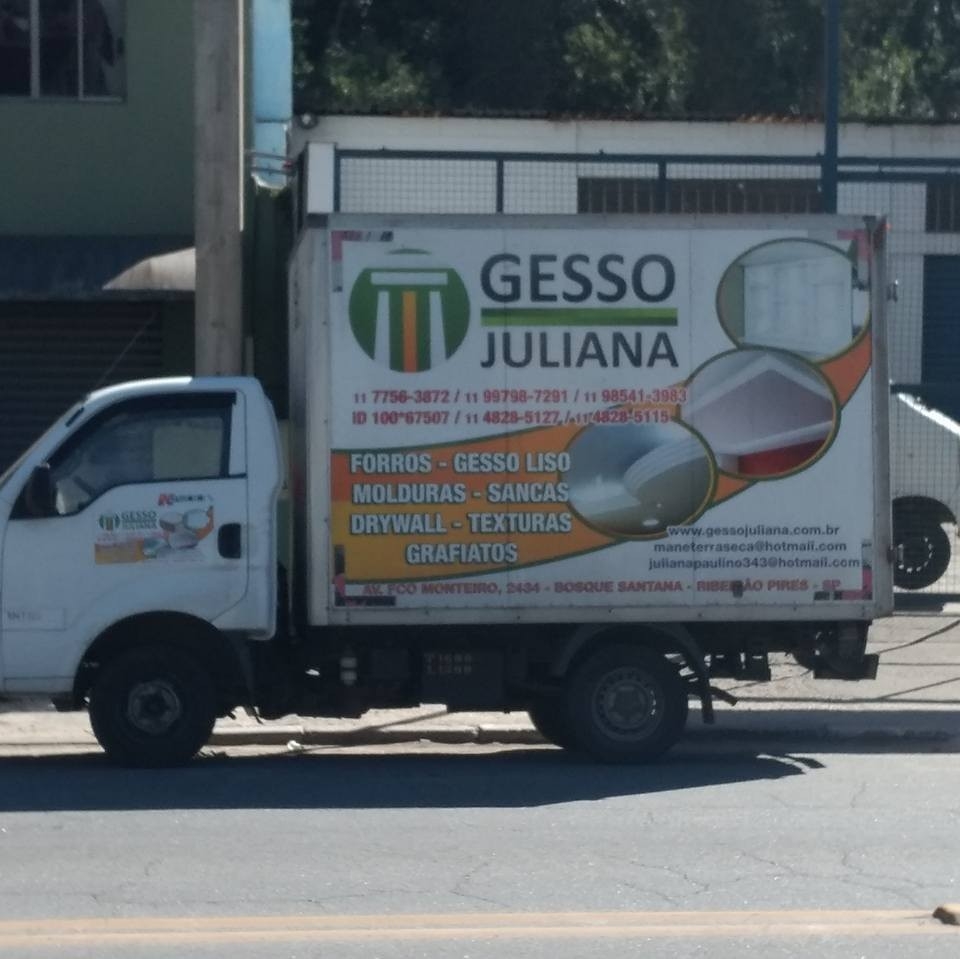 GESSO
JULIANA
11 7756-3872 / 11 99798-7291 / 11 98541-3983
ID 100*67507 / 11 4828-5127 / 11 4828-5115
FORROS - GESSO LISO
MOLDURAS - SANCAS
DRYWALL - TEXTURAS
GRAFIATOS
www.gessojuliana.com.br
maneterraseca@hotmail.com
julianapaulino343@hotmail.com
AV. FCO MONTEIRO, 2434 - BOSQUE SANTANA - RIBEIRÃO PIRES - SP
GESSO
JULIANA